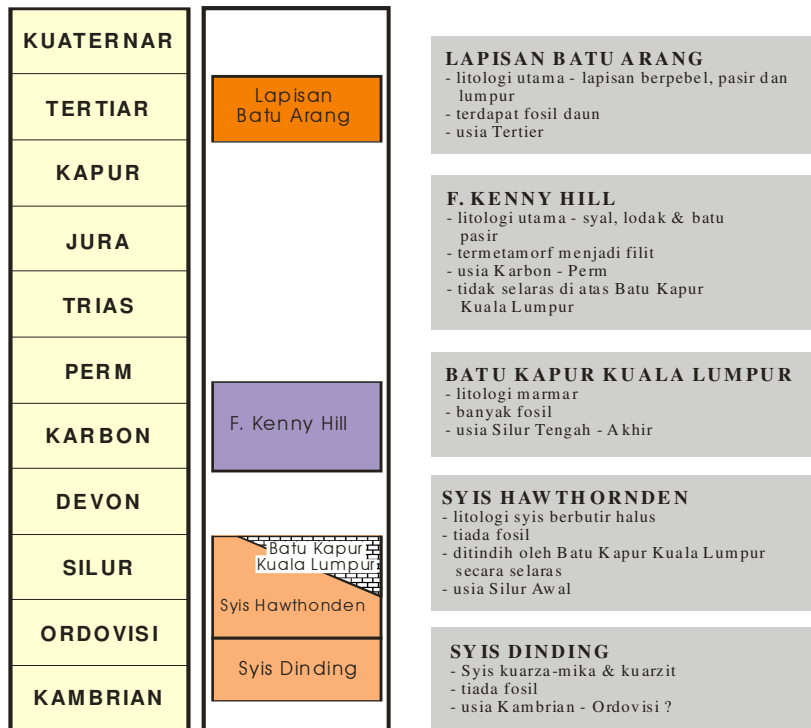 KUATERNAR
TERTIAR
KAPUR
JURA
TRIAS
PERM
KARBON
DEVON
SILUR
ORDOVISI
KAMBRIAN
Lapisan
Batu Arang
F. Kenny Hill
Batu Kapur
Kuala Lumpur
Syis Hawthonden
Syis Dinding
LAPISAN BATU ARANG
- litologi utama - lapisan berpebel, pasir dan
lumpur
- terdapat fosil daun
- usia Tertier
F. KENNY HILL
- litologi utama - syal, lodak & batu
pasir
- termetamorf menjadi filit
- usia Karbon - Perm
- tidak selaras di atas Batu Kapur
Kuala Lumpur
BATU KAPUR KUALA LUMPUR
- litologi marmar
- banyak fosil
- usia Silur Tengah - Akhir
SYIS HAWTHORNDEN
- litologi syis berbutir halus
- tiada fosil
- ditindih oleh Batu Kapur Kuala Lumpur
secara selaras
- usia Silur Awal
SYIS DINDING
- Syis kuarza-mika & kuarzit
- tiada fosil
- usia Kambrian - Ordovisi ?